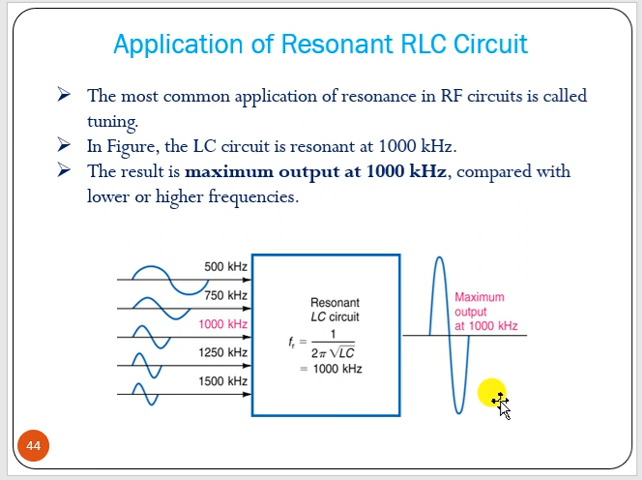 Application of Resonant RLC Circuit
The most common application of resonance in RF circuits is called
tuning.
In Figure, the LC circuit is resonant at 1000 kHz.
The result is maximum output at 1000 kHz, compared with
lower or higher frequencies.
500 kHz
750 kHz
1000 kHz
1250 kHz
1500 kHz
Resonant
LC circuit
fr = 1 / 2π √LC
= 1000 kHz
Maximum
output
at 1000 kHz
44